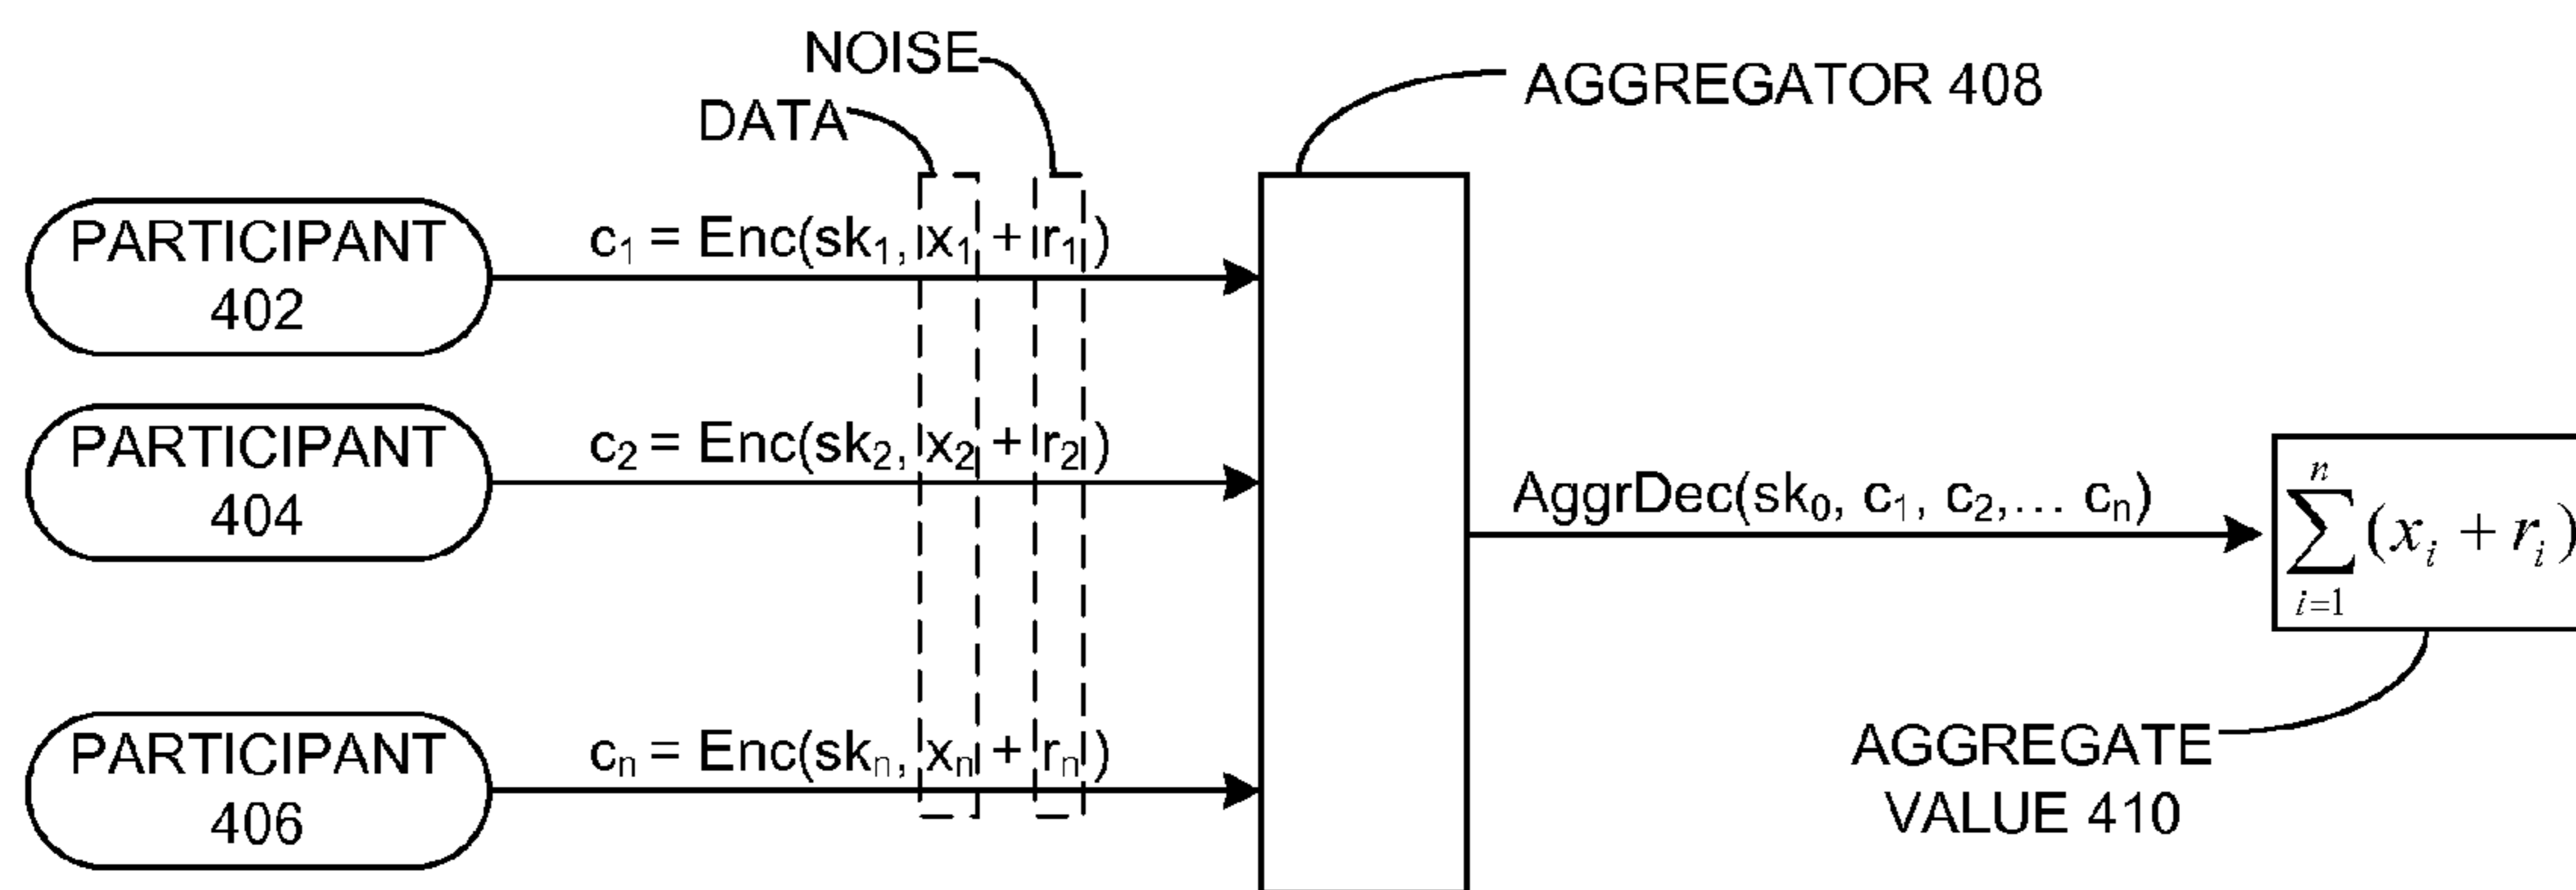 NOISE
DATA
AGGREGATOR 408
PARTICIPANT
402
c₁ = Enc(sk₁, x₁ + r₁)
PARTICIPANT
404
c₂ = Enc(sk₂, x₂ + r₂)
AggrDec(sk₀, c₁, c₂,... cₙ)
∑ⁿᵢ₌₁(xᵢ + rᵢ)
PARTICIPANT
406
cₙ = Enc(skₙ, xₙ + rₙ)
AGGREGATE
VALUE 410